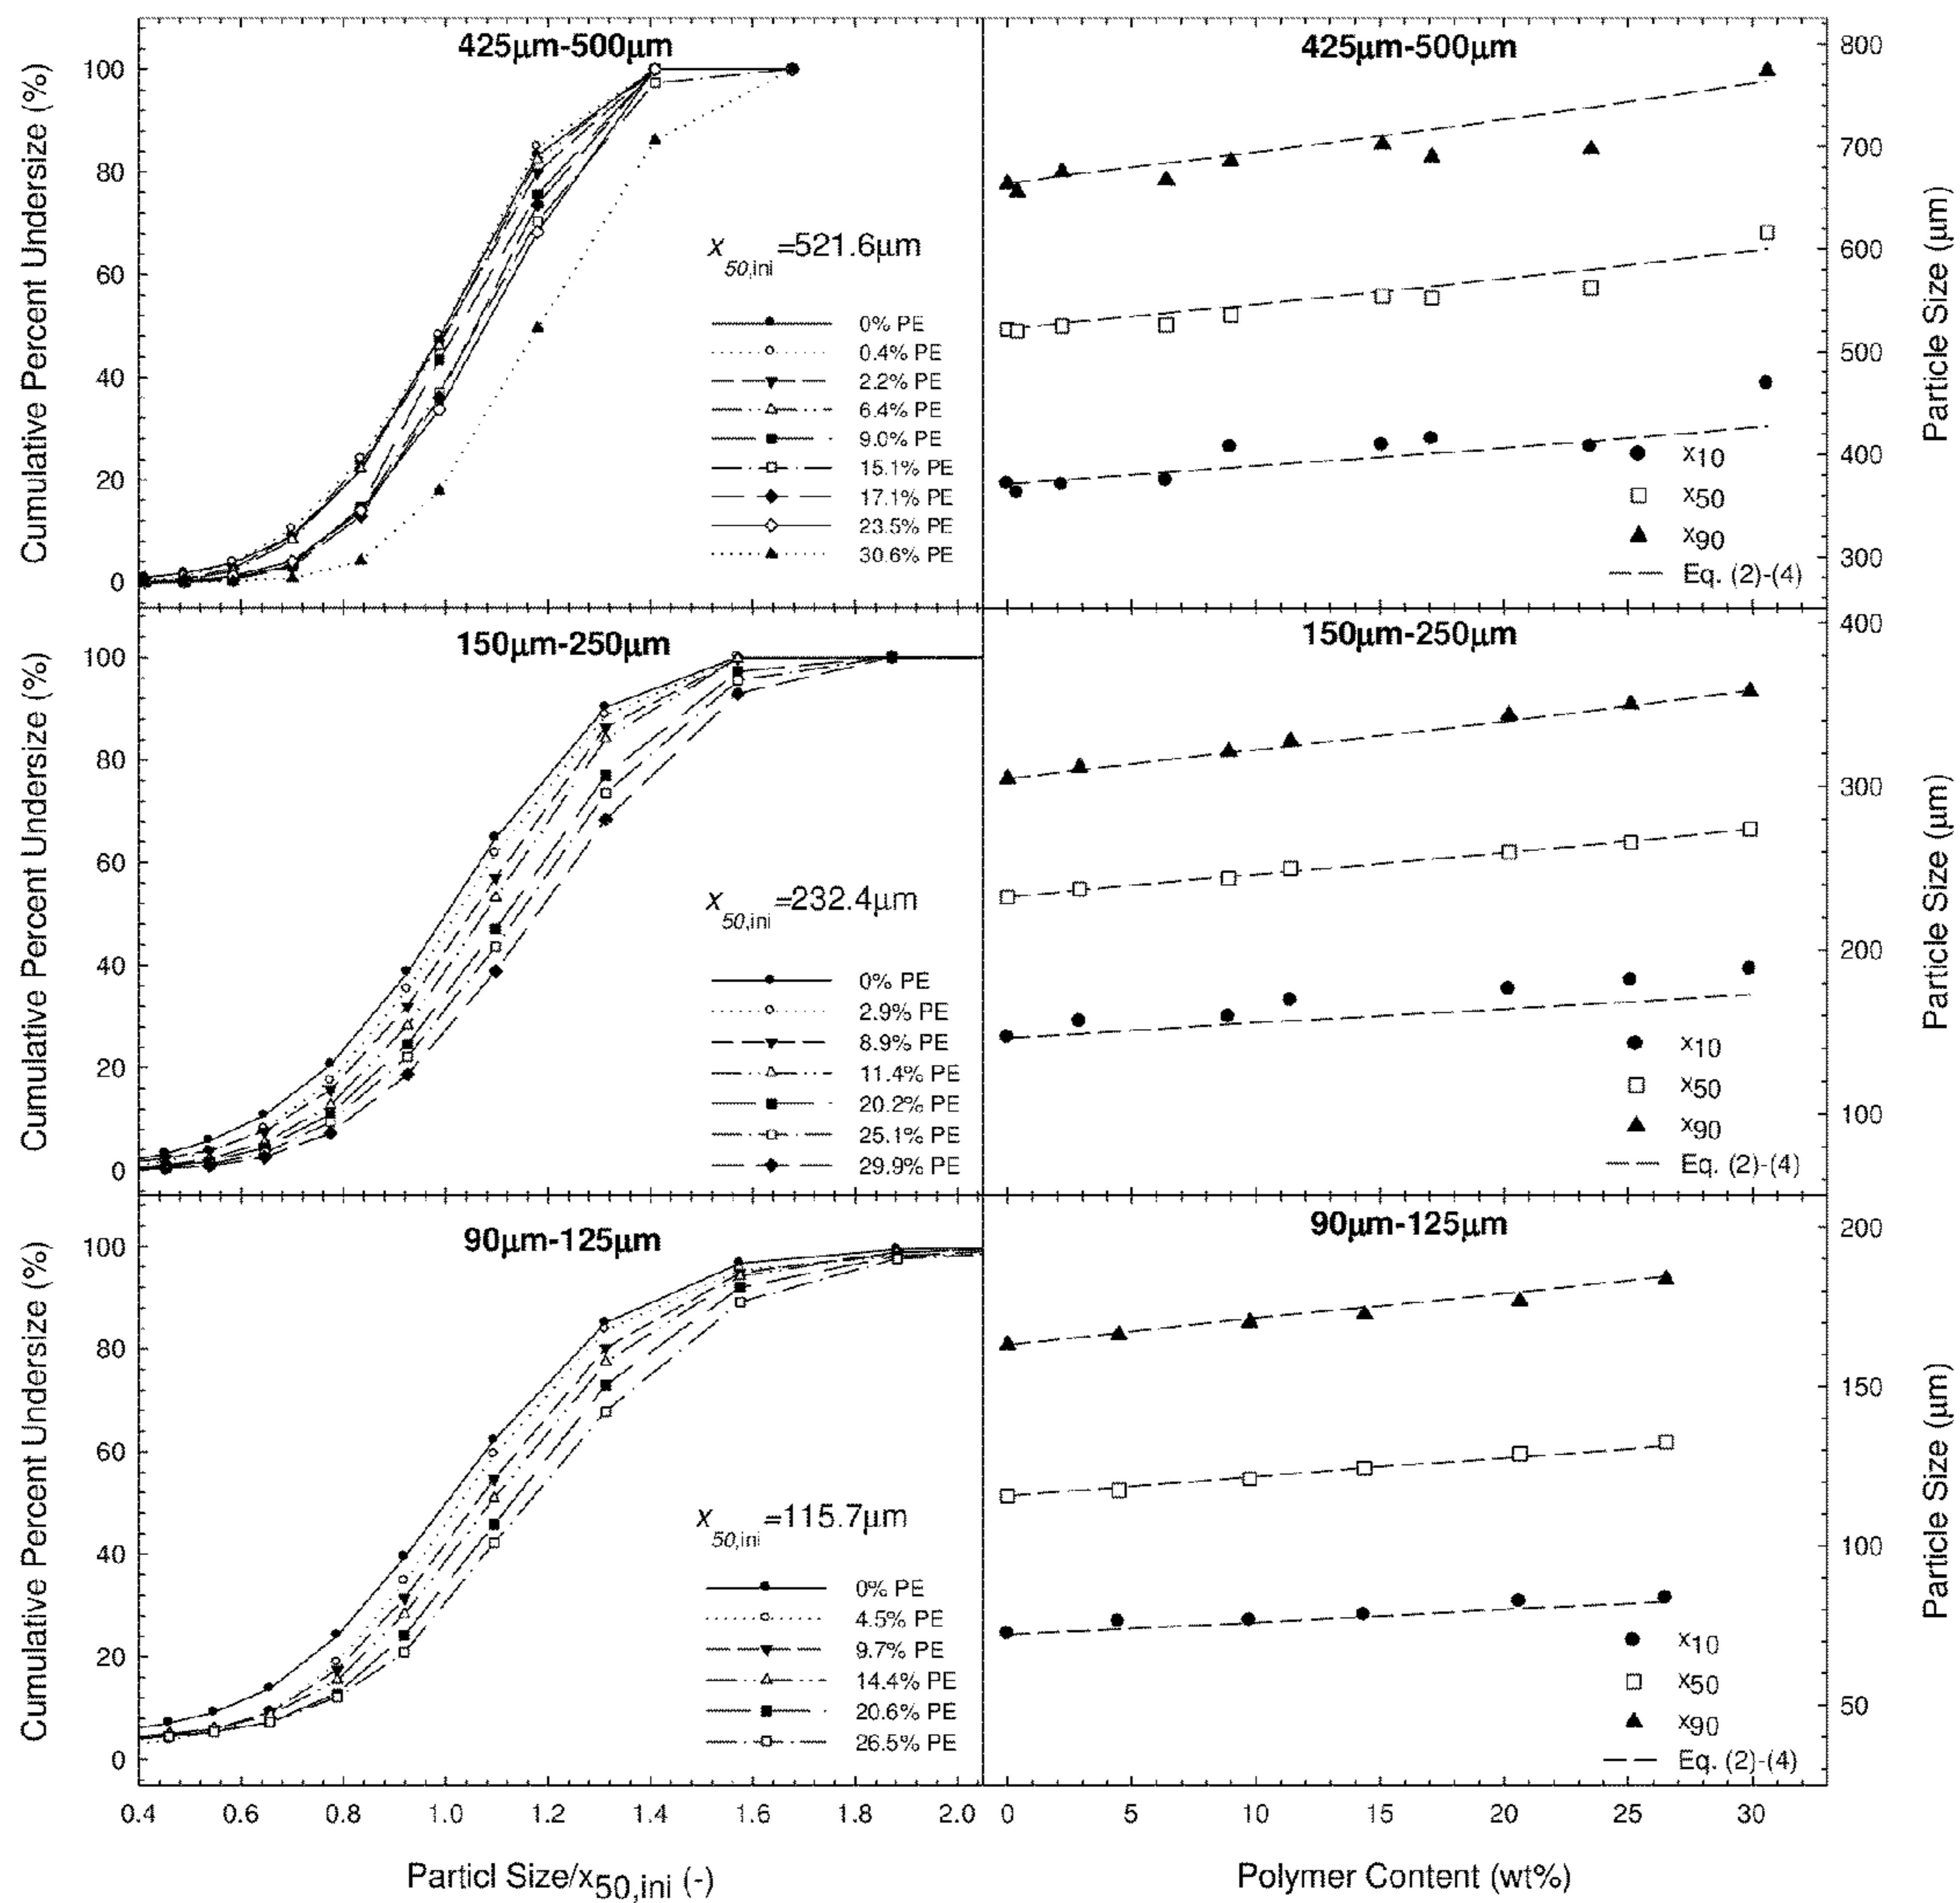 425µm-500µm
Cumulative Percent Undersize (%)
100
80
60
40
20
0
x50,ini=521.6µm
0% PE
0.4% PE
2.2% PE
6.4% PE
9.0% PE
15.1% PE
17.1% PE
23.5% PE
30.6% PE
425µm-500µm
800
700
600
500
400
300
Particle Size (µm)
x10
x50
x90
Eq. (2)-(4)
150µm-250µm
Cumulative Percent Undersize (%)
100
80
60
40
20
0
x50,ini=232.4µm
0% PE
2.9% PE
8.9% PE
11.4% PE
20.2% PE
25.1% PE
29.9% PE
150µm-250µm
400
300
200
100
Particle Size (µm)
x10
x50
x90
Eq. (2)-(4)
90µm-125µm
Cumulative Percent Undersize (%)
100
80
60
40
20
0
x50,ini=115.7µm
0% PE
4.5% PE
9.7% PE
14.4% PE
20.6% PE
26.5% PE
90µm-125µm
200
150
100
50
Particle Size (µm)
x10
x50
x90
Eq. (2)-(4)
0.4 0.6 0.8 1.0 1.2 1.4 1.6 1.8 2.0
Particl Size/x50,ini (-)
0 5 10 15 20 25 30
Polymer Content (wt%)